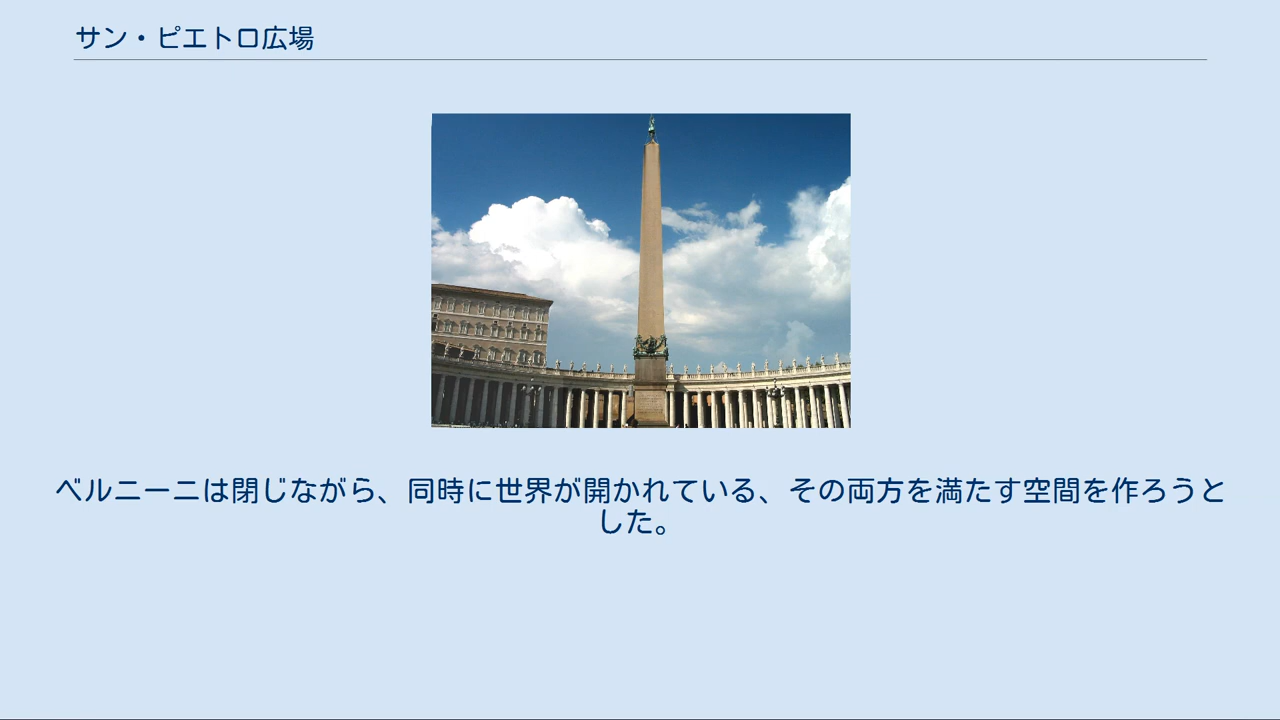 サン・ピエトロ広場
ベルニーニは閉じながら、同時に世界が開かれている、その両方を満たす空間を作ろうと
した。